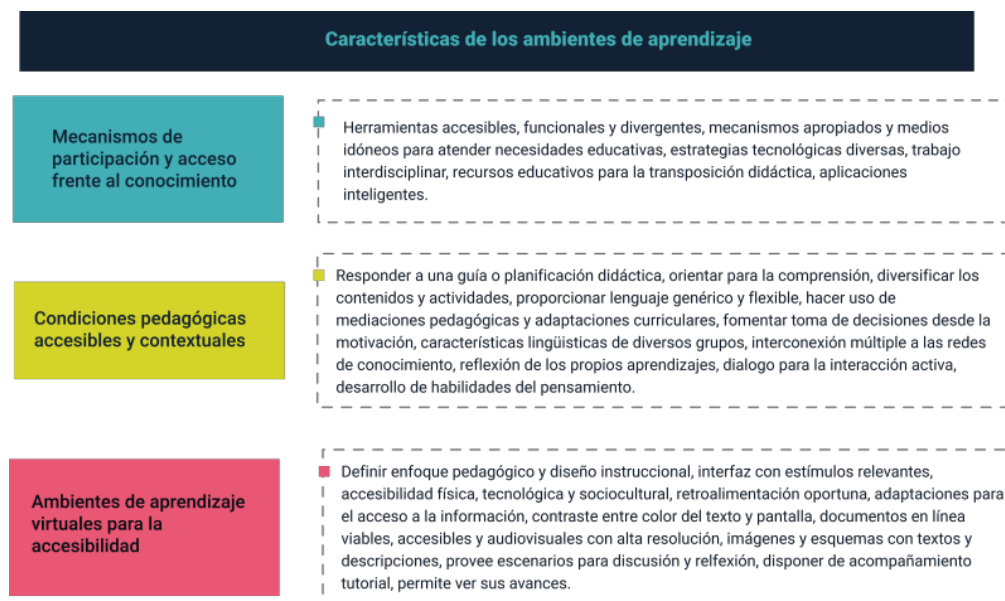 Características de los ambientes de aprendizaje
Mecanismos de
participación y acceso
frente al conocimiento
Herramientas accesibles, funcionales y divergentes, mecanismos apropiados y medios
idóneos para atender necesidades educativas, estrategias tecnológicas diversas, trabajo
interdisciplinar, recursos educativos para la transposición didáctica, aplicaciones
inteligentes.
Condiciones pedagógicas
accesibles y contextuales
Responder a una guía o planificación didáctica, orientar para la comprensión, diversificar los
contenidos y actividades, proporcionar lenguaje genérico y flexible, hacer uso de
mediaciones pedagógicas y adaptaciones curriculares, fomentar toma de decisiones desde la
motivación, características lingüisticas de diversos grupos, interconexión múltiple a las redes
de conocimiento, reflexión de los propios aprendizajes, dialogo para la interacción activa,
desarrollo de habilidades del pensamiento.
Ambientes de aprendizaje
virtuales para la
accesibilidad
Definir enfoque pedagógico y diseño instruccional, interfaz con estímulos relevantes,
accesibilidad física, tecnológica y sociocultural, retroalimentación oportuna, adaptaciones para
el acceso a la información, contraste entre color del texto y pantalla, documentos en línea
viables, accesibles y audiovisuales con alta resolución, imágenes y esquemas con textos y
descripciones, provee escenarios para discusión y relfexión, disponer de acompañamiento
tutorial, permite ver sus avances.